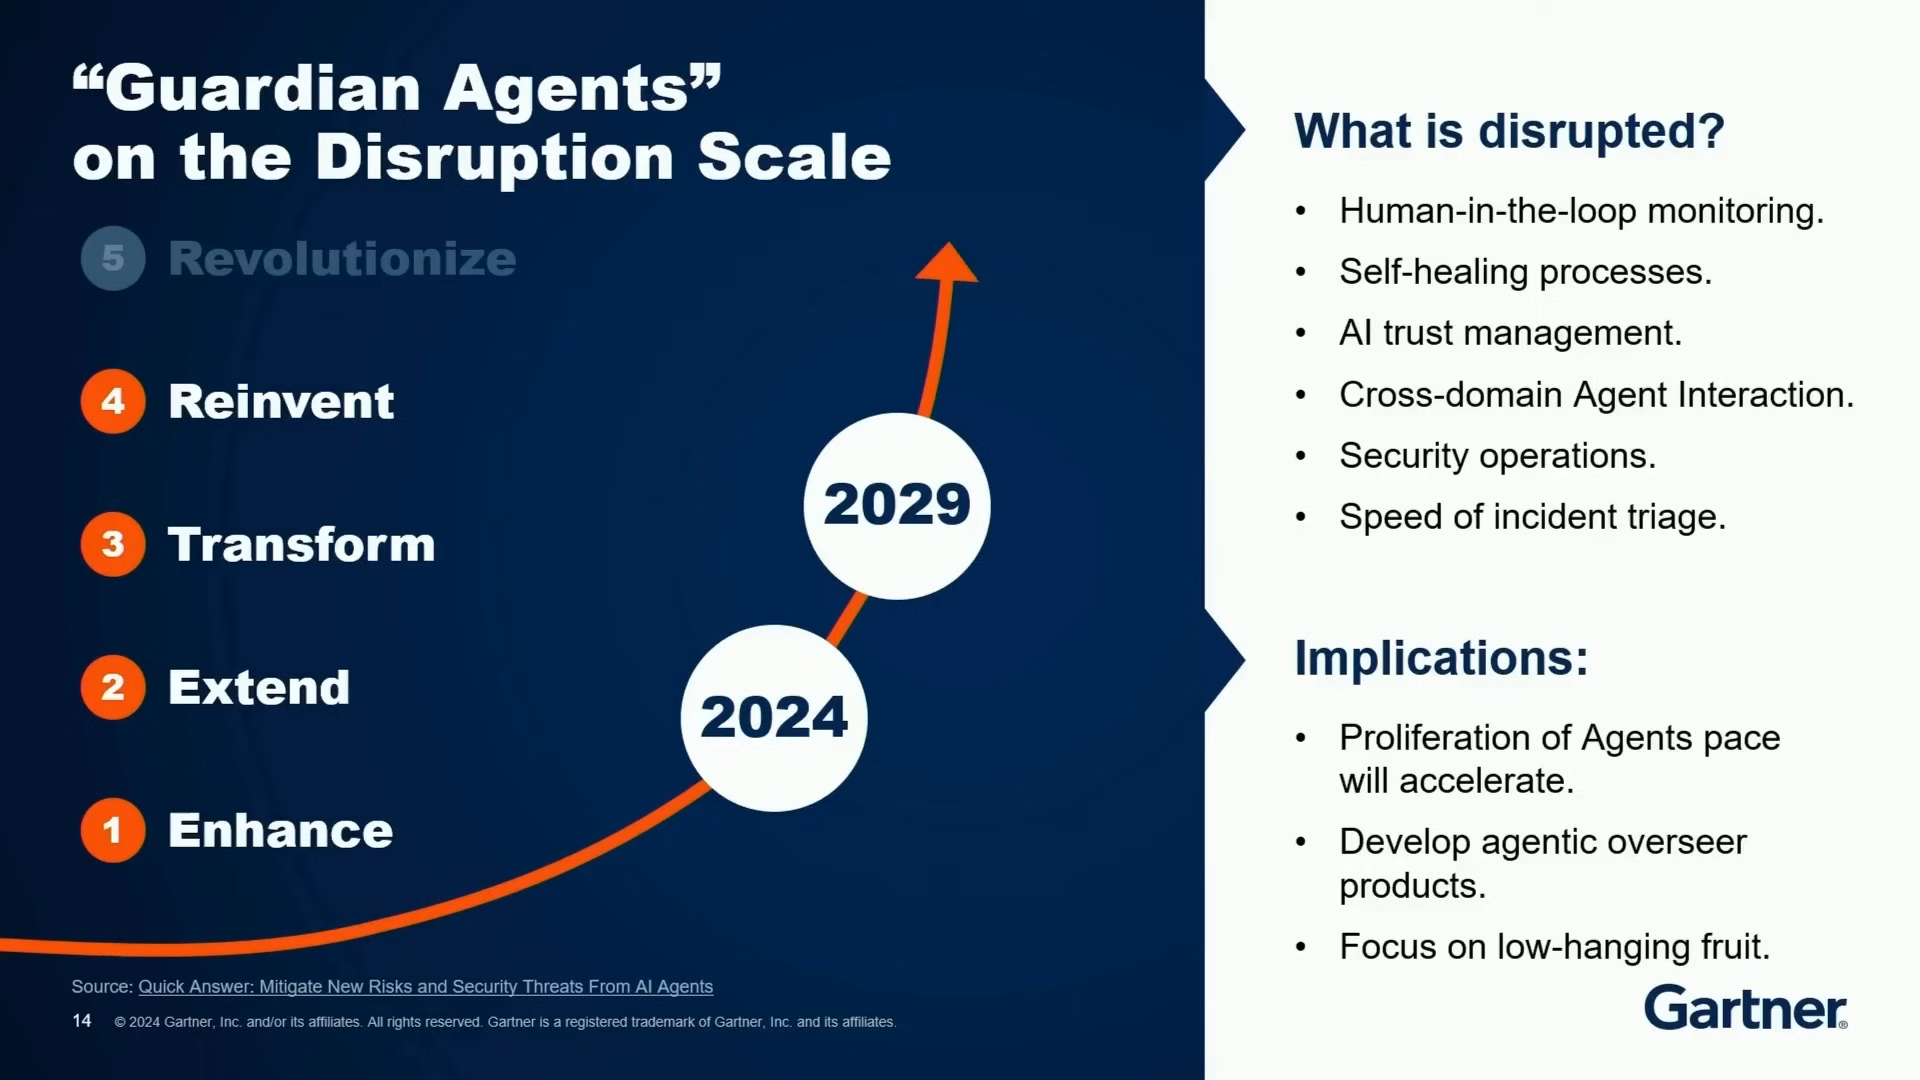 “Guardian Agents”
on the Disruption Scale
5 Revolutionize
4 Reinvent
3 Transform
2 Extend
1 Enhance
2029
2024
Source: Quick Answer: Mitigate New Risks and Security Threats From AI Agents
14 © 2024 Gartner, Inc. and/or its affiliates. All rights reserved. Gartner is a registered trademark of Gartner, Inc. and its affiliates.
What is disrupted?
• Human-in-the-loop monitoring.
• Self-healing processes.
• AI trust management.
• Cross-domain Agent Interaction.
• Security operations.
• Speed of incident triage.
Implications:
• Proliferation of Agents pace
will accelerate.
• Develop agentic overseer
products.
• Focus on low-hanging fruit.
Gartner®